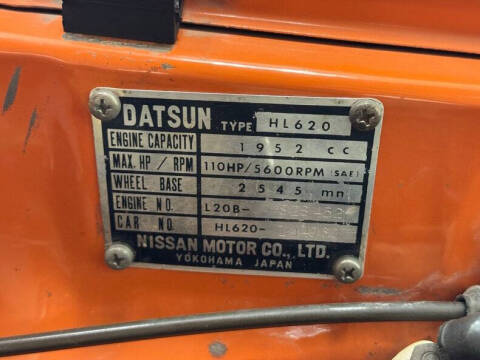 DATSUN TYPE HL620
ENGINE CAPACITY 1952 cc
MAX. HP / RPM 110HP/5600RPM (SAE)
WHEEL BASE 2545 mm
ENGINE NO. L20B-
CAR NO. HL620-
NISSAN MOTOR CO., LTD.
YOKOHAMA JAPAN